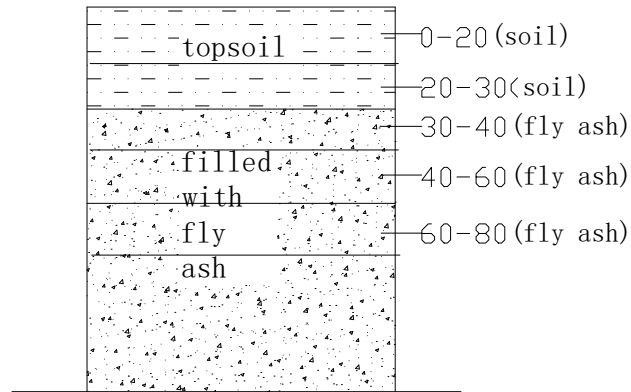 topsoil
0-20(soil)
20-30(soil)
30-40(fly ash)
filled
with
fly
ash
40-60(fly ash)
60-80(fly ash)